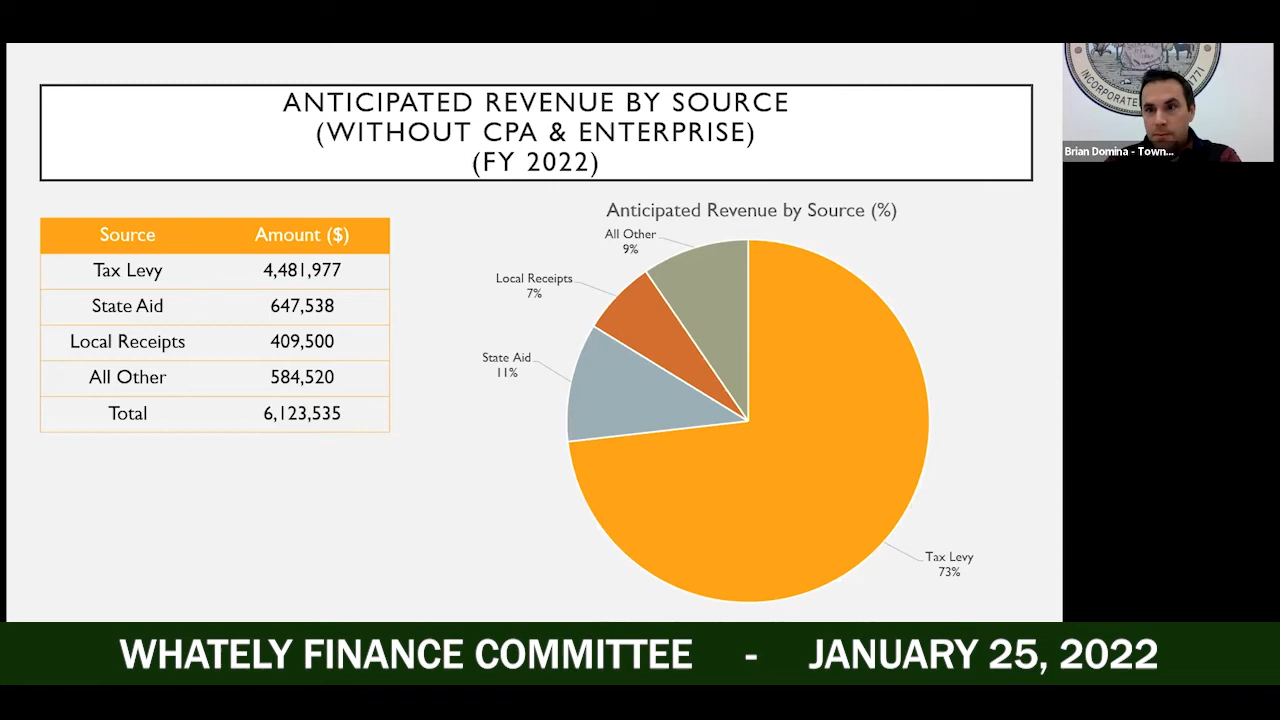 ANTICIPATED REVENUE BY SOURCE
(WITHOUT CPA & ENTERPRISE)
(FY 2022)
Source Amount ($)
Tax Levy 4,481,977
State Aid 647,538
Local Receipts 409,500
All Other 584,520
Total 6,123,535
Anticipated Revenue by Source (%)
All Other
9%
Local Receipts
7%
State Aid
11%
Tax Levy
73%
INCORPORATE 1771
Brian Domina - Town...
WHATELY FINANCE COMMITTEE - JANUARY 25, 2022